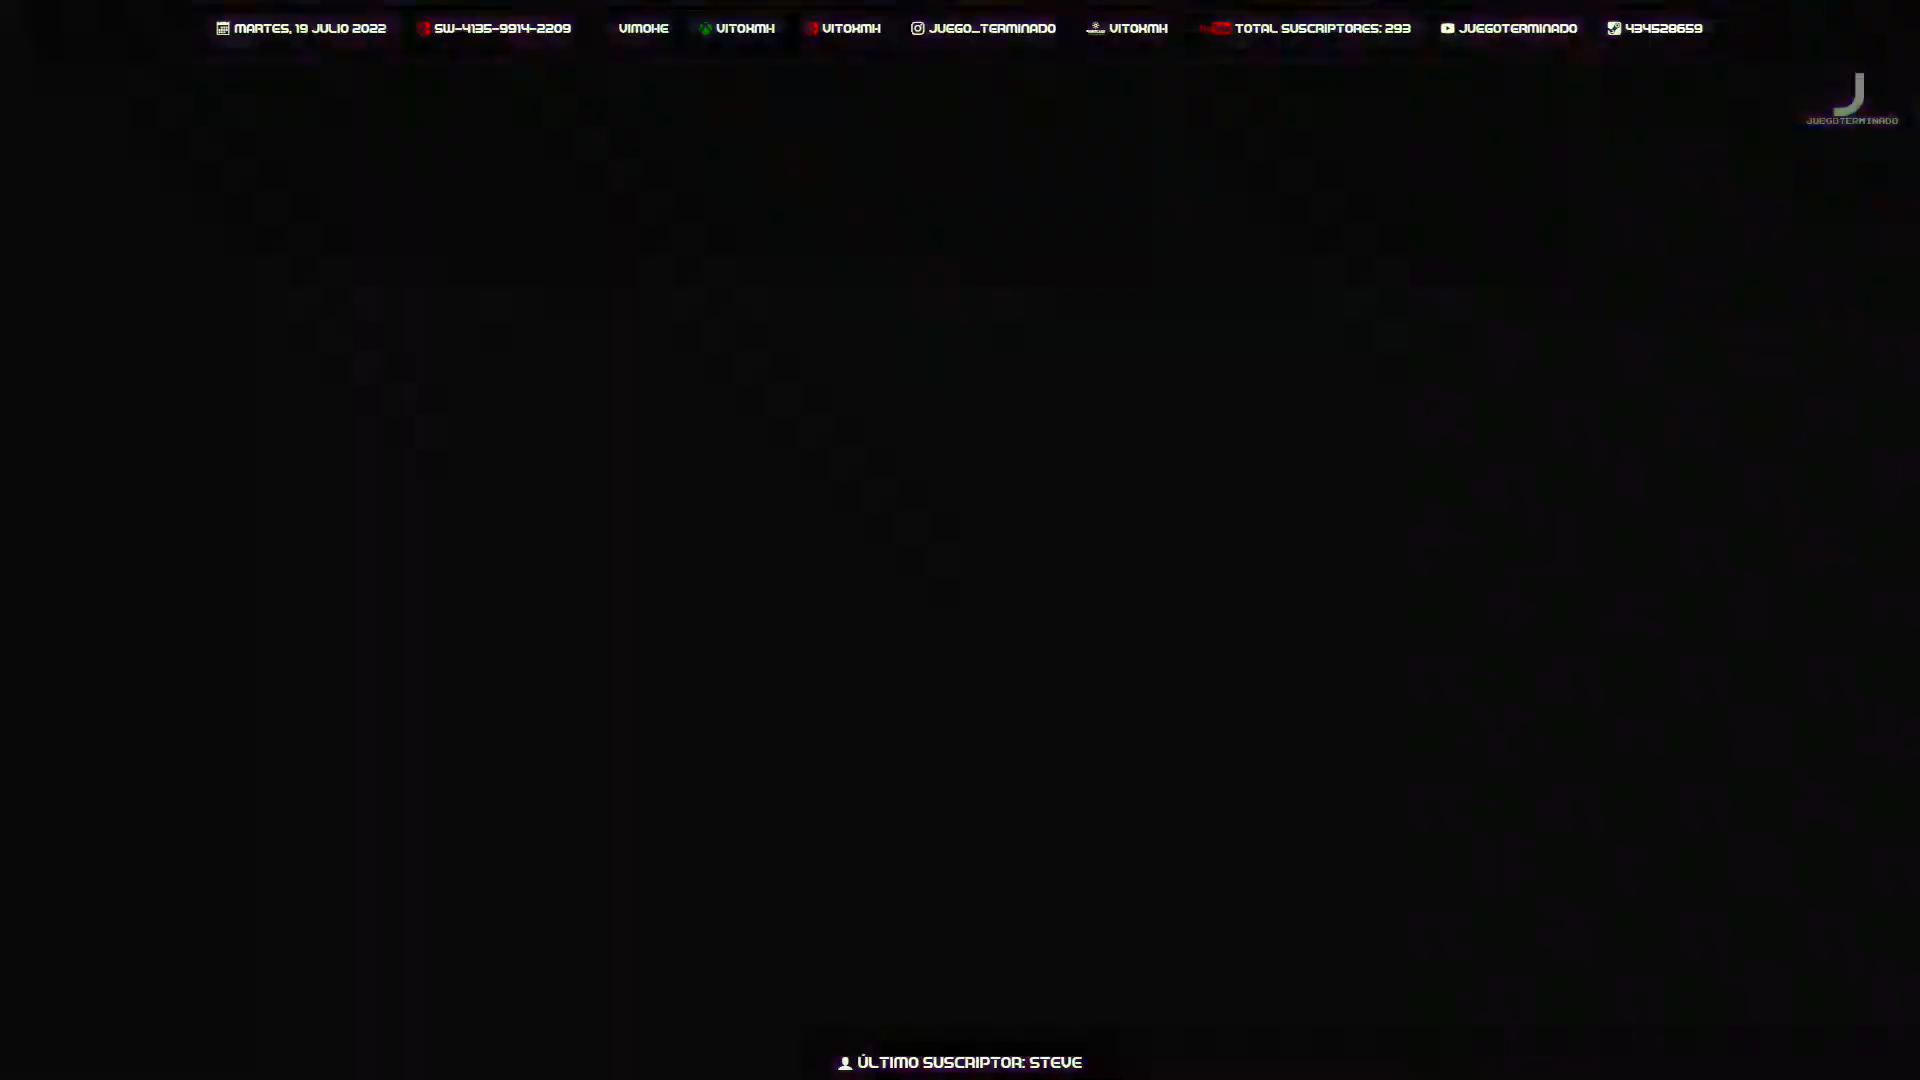 MARTES, 19 JULIO 2022 SW-4135-9914-2209 VIMOHE VITOXMH VITOXMH JUEGO_TERMINADO VITOXMH TOTAL SUSCRIPTORES: 293 JUEGOTERMINADO 434528659
J
JUEGOTERMINADO
ÚLTIMO SUSCRIPTOR: STEVE